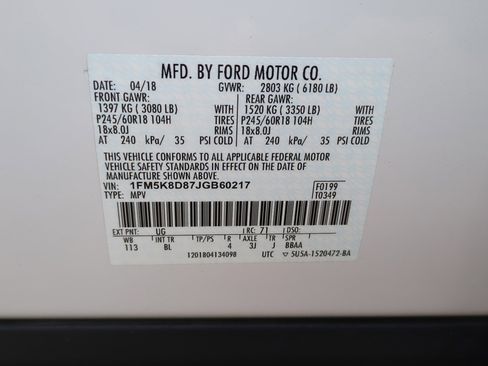 MFD. BY FORD MOTOR CO.
DATE: 04/18 GVWR: 2803 KG ( 6180 LB)
FRONT GAWR: REAR GAWR:
1397 KG ( 3080 LB) WITH 1520 KG ( 3350 LB) WITH
P245/60R18 104H TIRES P245/60R18 104H TIRES
18x8.0J RIMS 18x8.0J RIMS
AT 240 kPa/ 35 PSI COLD AT 240 kPa/ 35 PSI COLD
THIS VEHICLE CONFORMS TO ALL APPLICABLE FEDERAL MOTOR
VEHICLE SAFETY STANDARDS IN EFFECT ON THE DATE OF
MANUFACTURE SHOWN ABOVE.
VIN: 1FM5K8D87JGB60217 F0199
TYPE: MPV T0349
EXT PNT: UG RC: 71 DSO:
WB INT TR TP/PS R AXLE TR SPR
113 BL 4 3J J BBAA
1201804134098 UTC ▽ 5U5A-1520472-BA